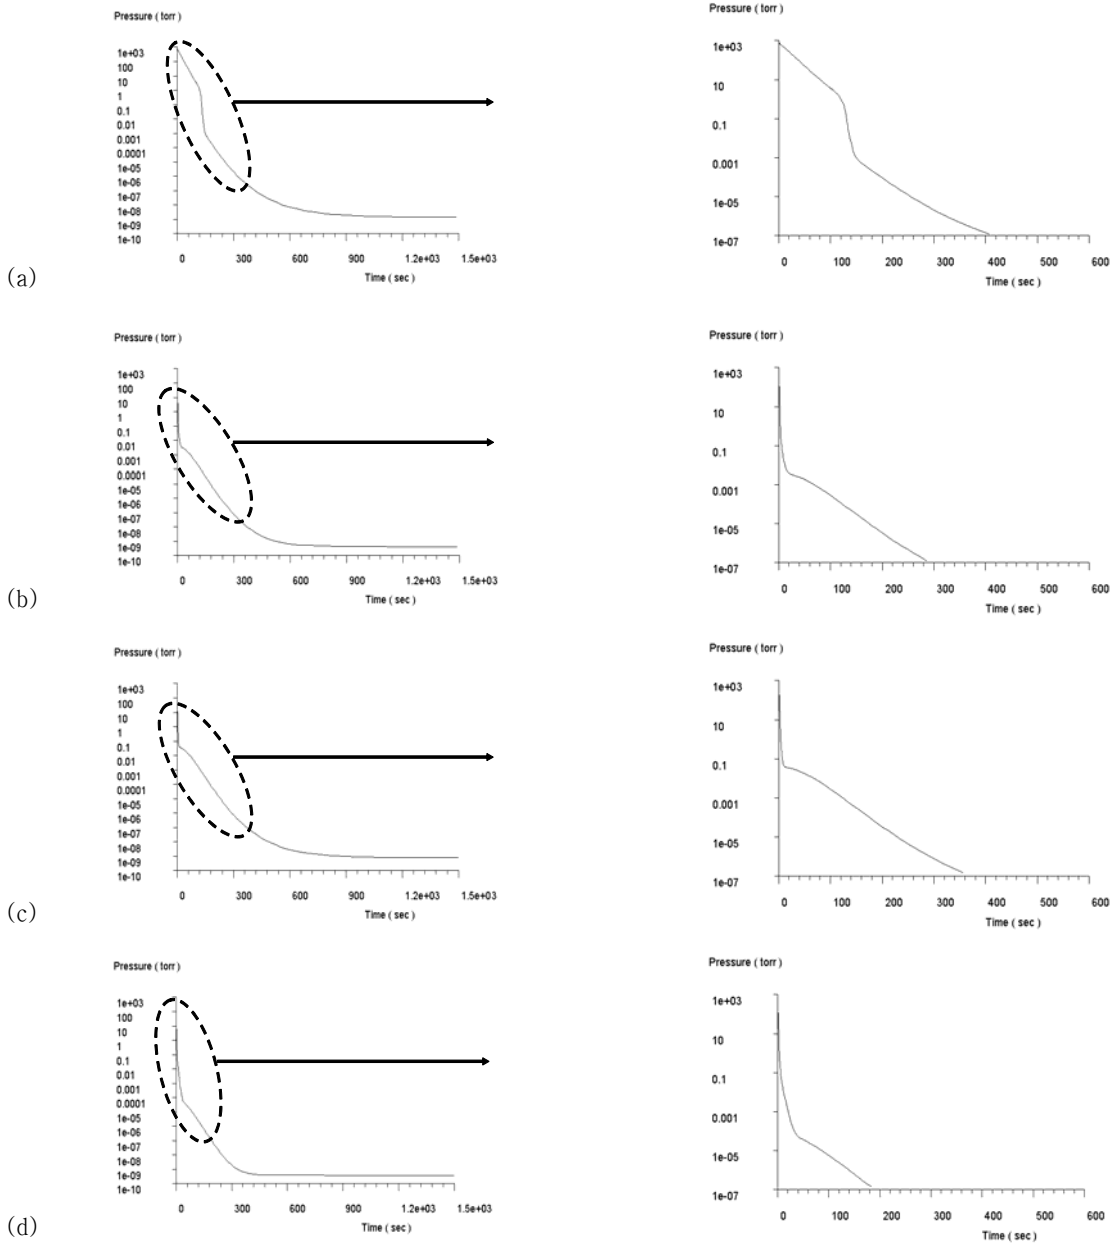 Pressure ( torr )
1e+03
100
10
1
0.1
0.01
0.001
0.0001
1e-05
1e-06
1e-07
1e-08
1e-09
1e-10
0 300 600 900 1.2e+03 1.5e+03
Time ( sec )
Pressure ( torr )
1e+03
10
0.1
0.001
1e-05
1e-07
0 100 200 300 400 500 600
Time ( sec )
(a)
Pressure ( torr )
1e+03
100
10
1
0.1
0.01
0.001
0.0001
1e-05
1e-06
1e-07
1e-08
1e-09
1e-10
0 300 600 900 1.2e+03 1.5e+03
Time ( sec )
Pressure ( torr )
1e+03
10
0.1
0.001
1e-05
1e-07
0 100 200 300 400 500 600
Time ( sec )
(b)
Pressure ( torr )
1e+03
100
10
1
0.1
0.01
0.001
0.0001
1e-05
1e-06
1e-07
1e-08
1e-09
1e-10
0 300 600 900 1.2e+03 1.5e+03
Time ( sec )
Pressure ( torr )
1e+03
10
0.1
0.001
1e-05
1e-07
0 100 200 300 400 500 600
Time ( sec )
(c)
Pressure ( torr )
1e+03
100
10
1
0.1
0.01
0.001
0.0001
1e-05
1e-06
1e-07
1e-08
1e-09
1e-10
0 300 600 900 1.2e+03 1.5e+03
Time ( sec )
Pressure ( torr )
1e+03
10
0.1
0.001
1e-05
1e-07
0 100 200 300 400 500 600
Time ( sec )
(d)